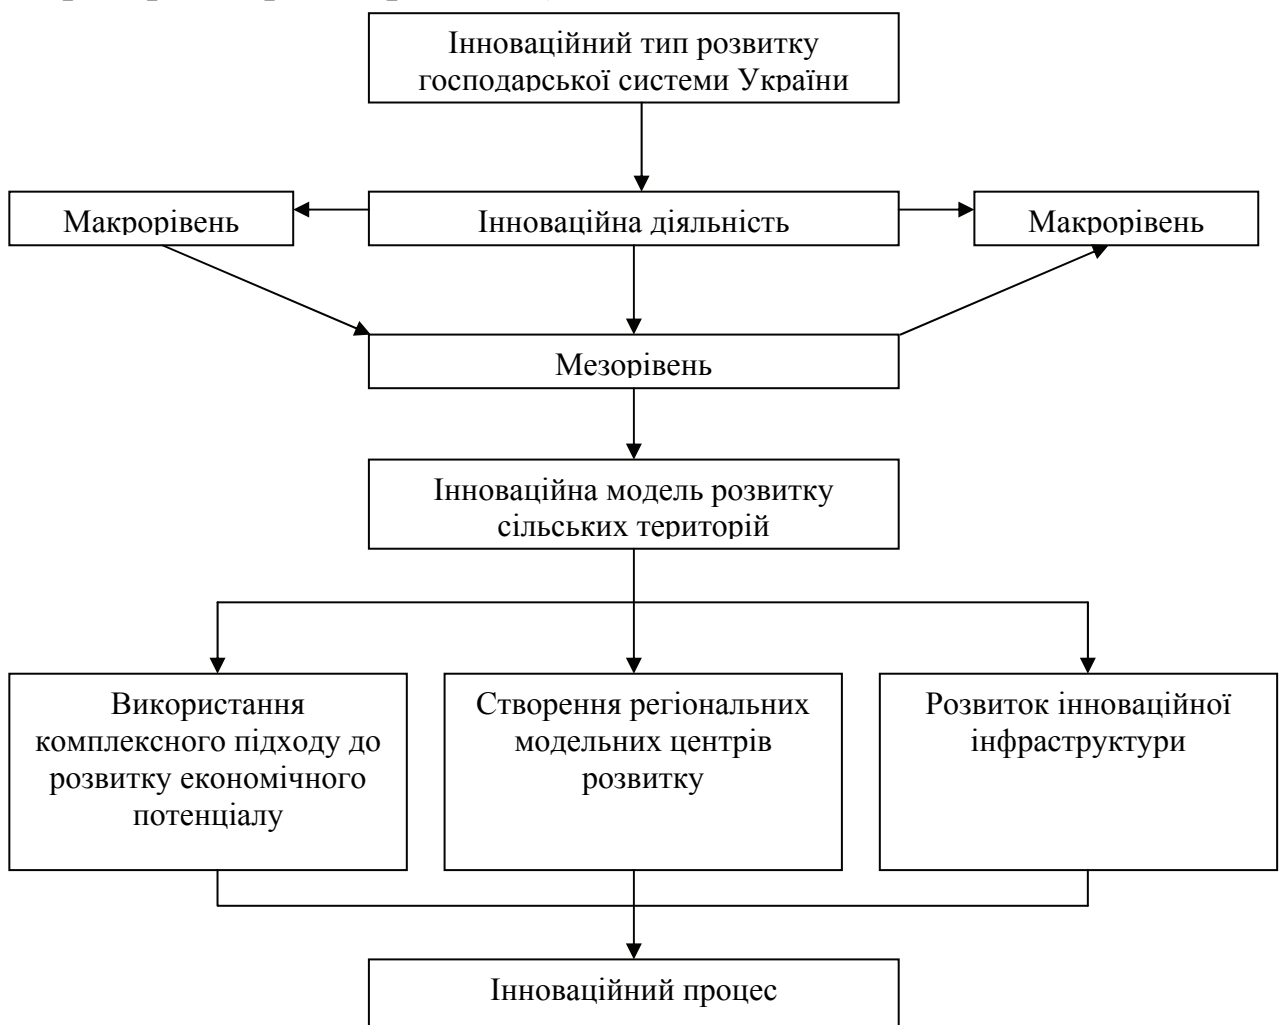 Інноваційний тип розвитку
господарської системи України
Макрорівень
Інноваційна діяльність
Макрорівень
Мезорівень
Інноваційна модель розвитку
сільських територій
Використання
комплексного підходу до
розвитку економічного
потенціалу
Створення регіональних
модельних центрів
розвитку
Розвиток інноваційної
інфраструктури
Інноваційний процес